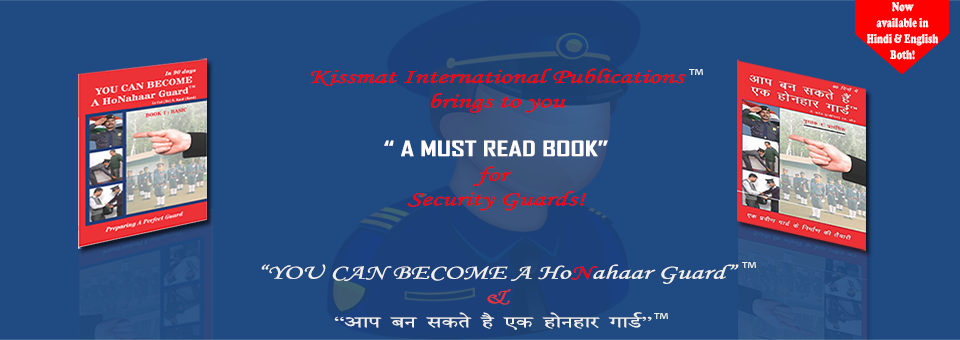 Now
available in
Hindi & English
Both!
In 90 days
YOU CAN BECOME
A HoNahaar Guard™
BOOK I : BASIC
Preparing A Perfect Guard
Kissmat International Publications™
brings to you
“ A MUST READ BOOK”
for
Security Guards!
आप बन सकते हैं
एक होनहार गार्ड™
एक प्रवीण गार्ड के निर्माण की तैयारी
“YOU CAN BECOME A HoNahaar Guard”™
&
“आप बन सकते है एक होनहार गार्ड”™